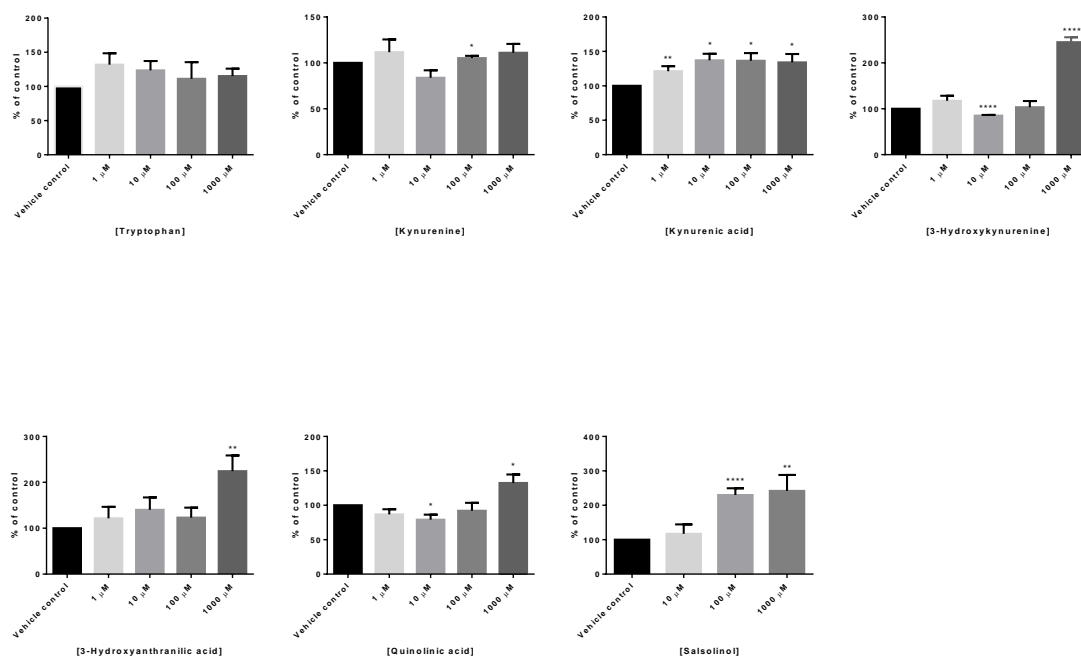 % of control
200
150
100
50
0
Vehicle control
1 μM
10 μM
100 μM
1000 μM
[Tryptophan]
% of control
150
100
50
0
*
Vehicle control
1 μM
10 μM
100 μM
1000 μM
[Kynurenine]
% of control
200
150
100
50
0
**
*
*
*
Vehicle control
1 μM
10 μM
100 μM
1000 μM
[Kynurenic acid]
% of control
300
200
100
0
****
****
Vehicle control
1 μM
10 μM
100 μM
1000 μM
[3-Hydroxykynurenine]
% of control
300
200
100
0
**
Vehicle control
1 μM
10 μM
100 μM
1000 μM
[3-Hydroxyanthranilic acid]
% of control
200
150
100
50
0
*
*
Vehicle control
1 μM
10 μM
100 μM
1000 μM
[Quinolinic acid]
% of control
400
300
200
100
0
****
**
Vehicle control
10 μM
100 μM
1000 μM
[Salsolinol]